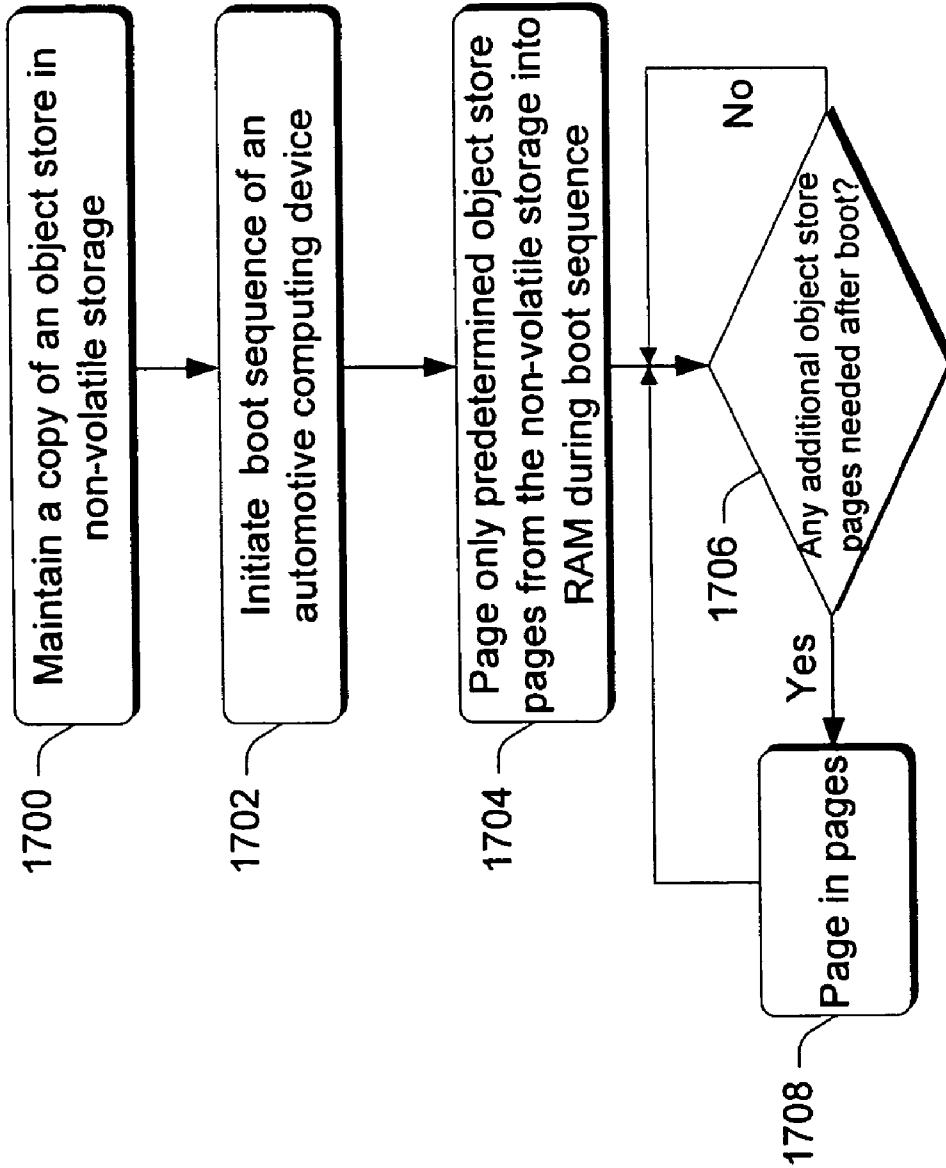 1700
Maintain a copy of an object store in
non-volatile storage
1702
Initiate boot sequence of an
automotive computing device
1704
Page only predetermined object store
pages from the non-volatile storage into
RAM during boot sequence
1706
Any additional object store
pages needed after boot?
No
Yes
1708
Page in pages